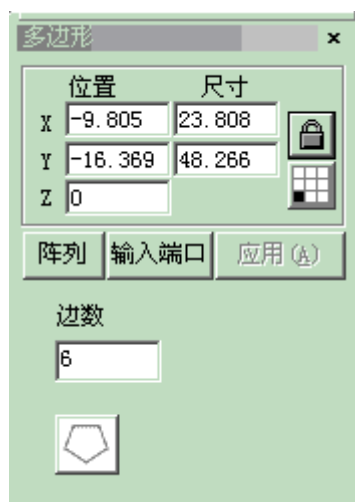 多边形
位置 尺寸
X -9.805 23.808
Y -16.369 48.266
Z 0
阵列 输入端口 应用(A)
边数
6